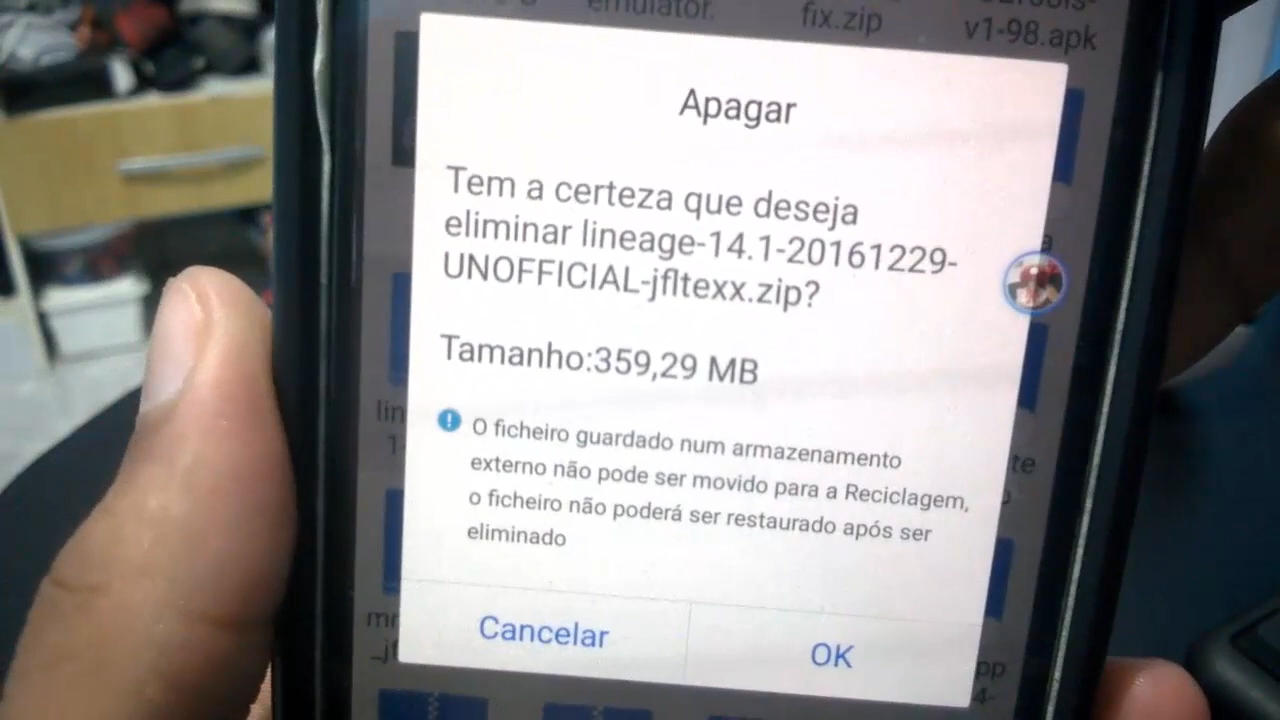 emulator.
fix.zip
v1-98.apk
Apagar
Tem a certeza que deseja
eliminar lineage-14.1-20161229-
UNOFFICIAL-jfltexx.zip?
Tamanho:359,29 MB
O ficheiro guardado num armazenamento
externo não pode ser movido para a Reciclagem,
o ficheiro não poderá ser restaurado após ser
eliminado
Cancelar
OK